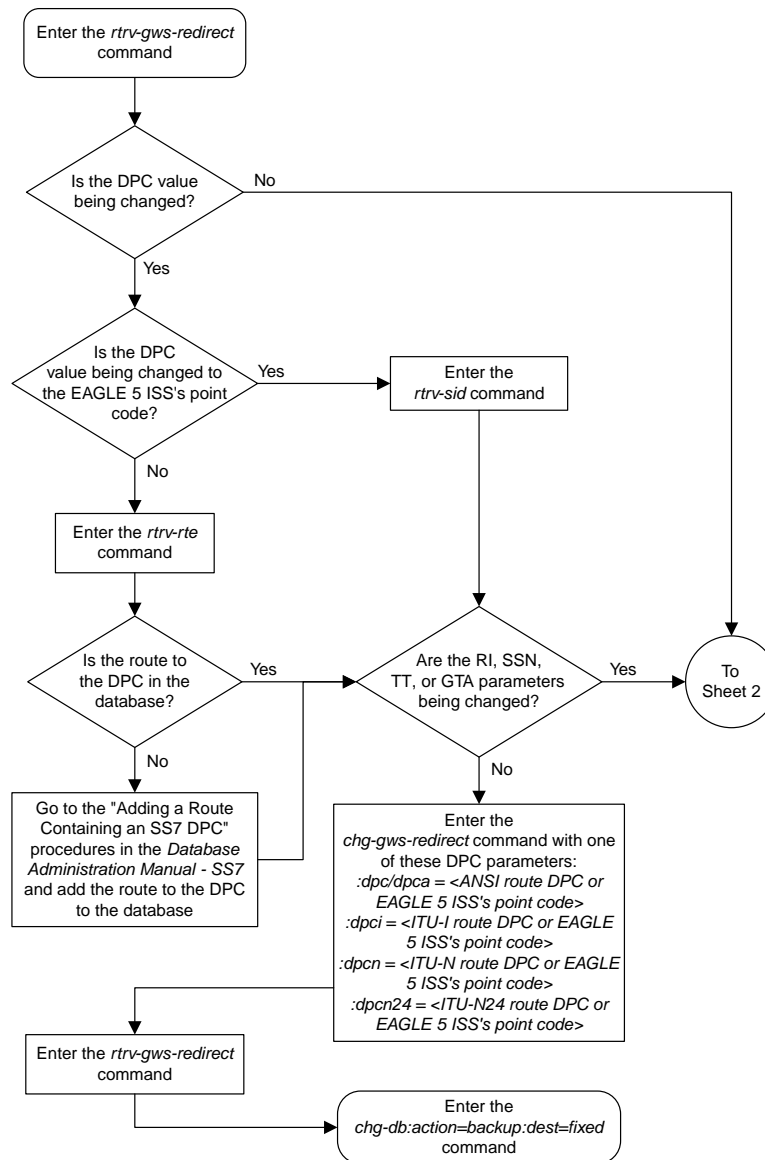 Enter the rtrv-gws-redirect
command
Is the DPC value
being changed?
No
Yes
Is the DPC
value being changed to
the EAGLE 5 ISS's point
code?
Yes
Enter the
rtrv-sid command
No
Enter the rtrv-rte
command
Is the route to
the DPC in the
database?
Yes
Are the RI, SSN,
TT, or GTA parameters
being changed?
Yes
To
Sheet 2
No
No
Go to the "Adding a Route
Containing an SS7 DPC"
procedures in the Database
Administration Manual - SS7
and add the route to the DPC
to the database
Enter the
chg-gws-redirect command with one
of these DPC parameters:
:dpc/dpca = <ANSI route DPC or
EAGLE 5 ISS's point code>
:dpci = <ITU-I route DPC or EAGLE
5 ISS's point code>
:dpcn = <ITU-N route DPC or EAGLE
5 ISS's point code>
:dpcn24 = <ITU-N24 route DPC or
EAGLE 5 ISS's point code>
Enter the rtrv-gws-redirect
command
Enter the
chg-db:action=backup:dest=fixed
command